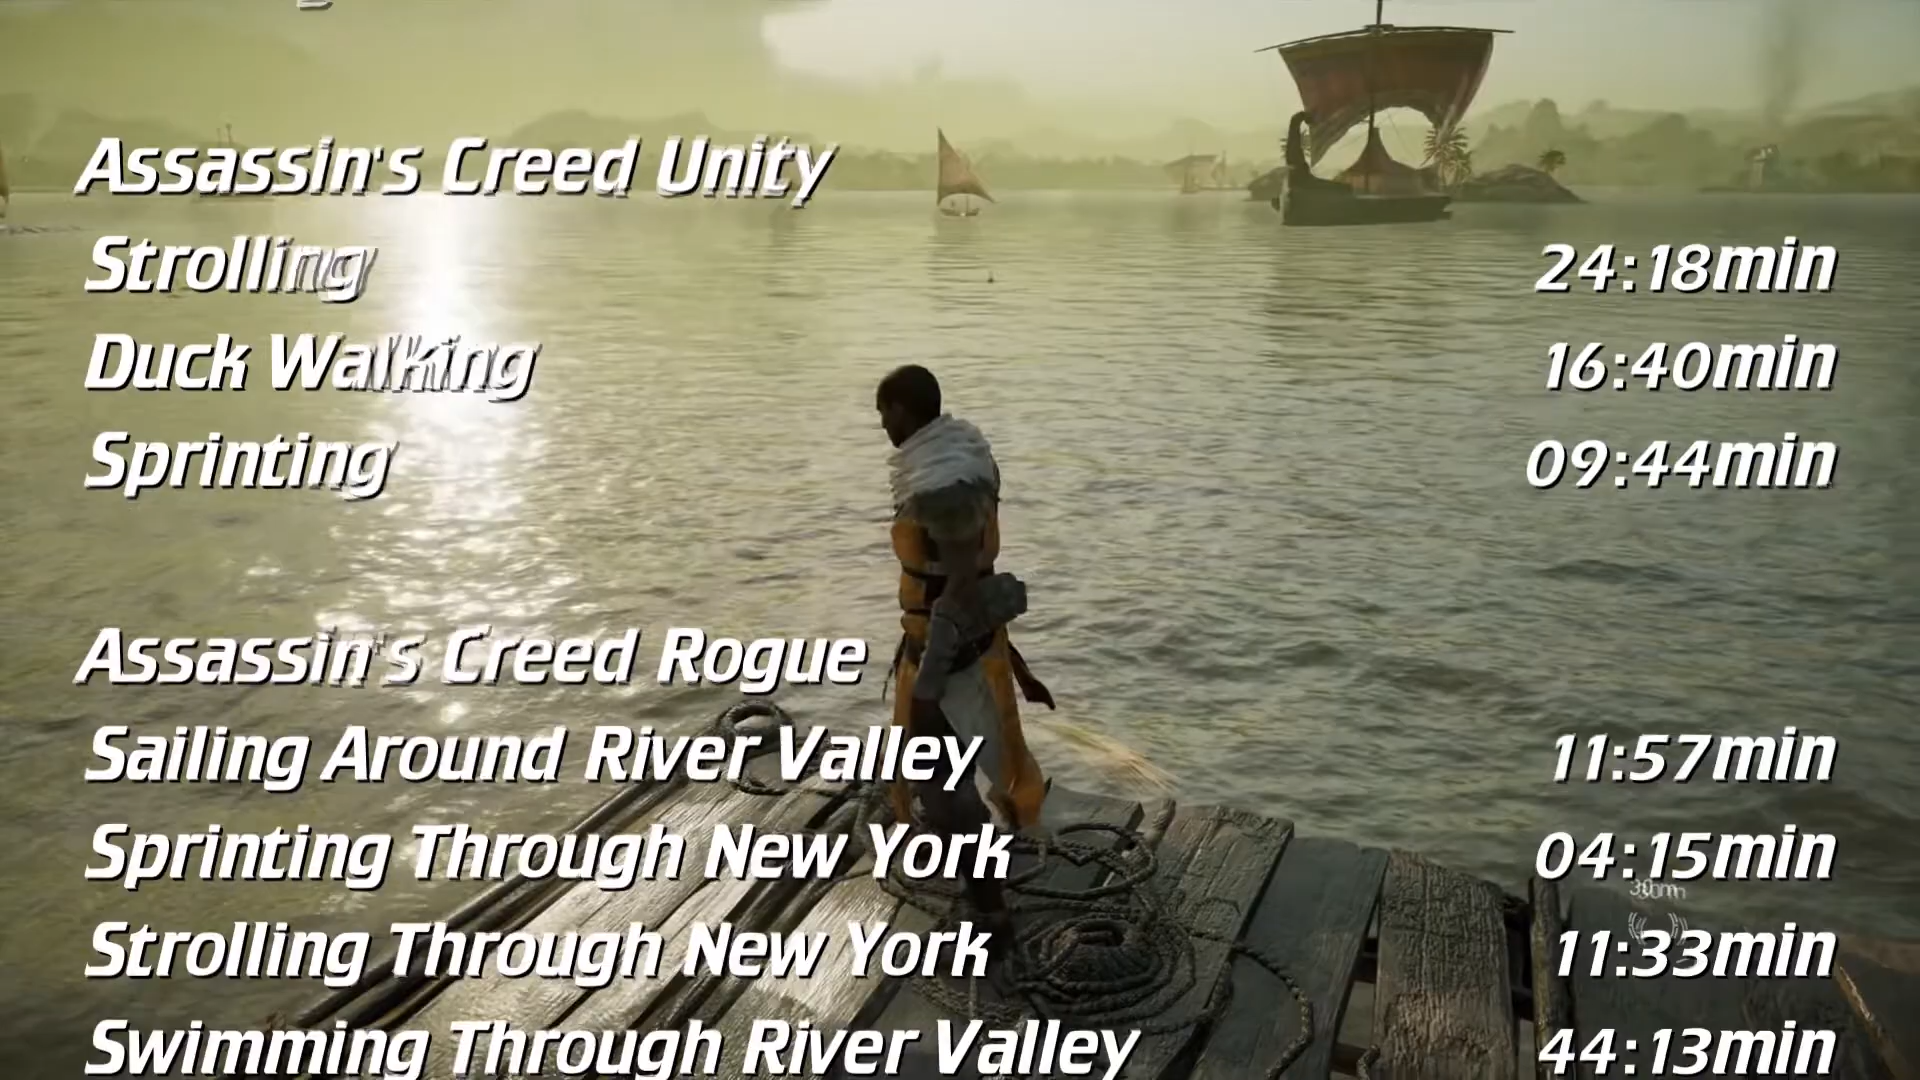 Assassin's Creed Unity
Strolling 24:18min
Duck Walking 16:40min
Sprinting 09:44min
Assassin's Creed Rogue
Sailing Around River Valley 11:57min
Sprinting Through New York 04:15min
Strolling Through New York 11:33min
Swimming Through River Valley 44:13min